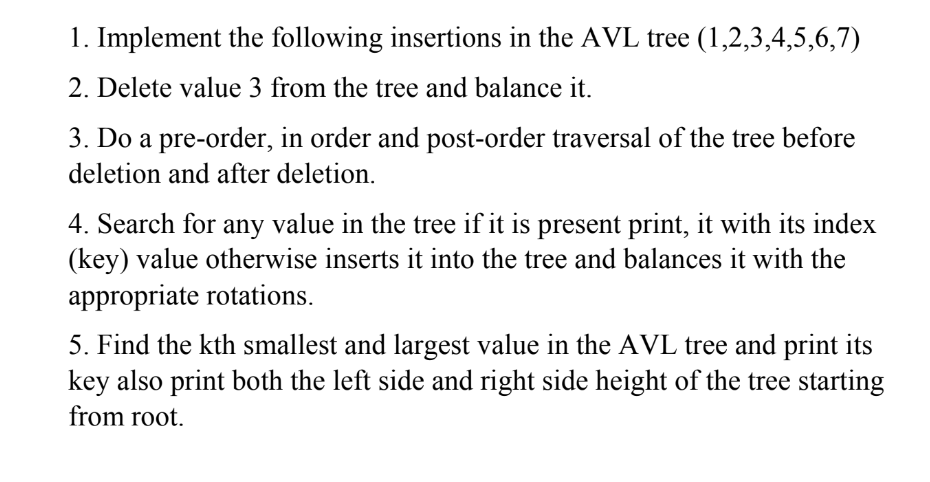 1. Implement the following insertions in the AVL tree (1,2,3,4,5,6,7)
2. Delete value 3 from the tree and balance it.
3. Do a pre-order, in order and post-order traversal of the tree before
deletion and after deletion.
4. Search for any value in the tree if it is present print, it with its index
(key) value otherwise inserts it into the tree and balances it with the
appropriate rotations.
5. Find the kth smallest and largest value in the AVL tree and print its
key also print both the left side and right side height of the tree starting
from root.